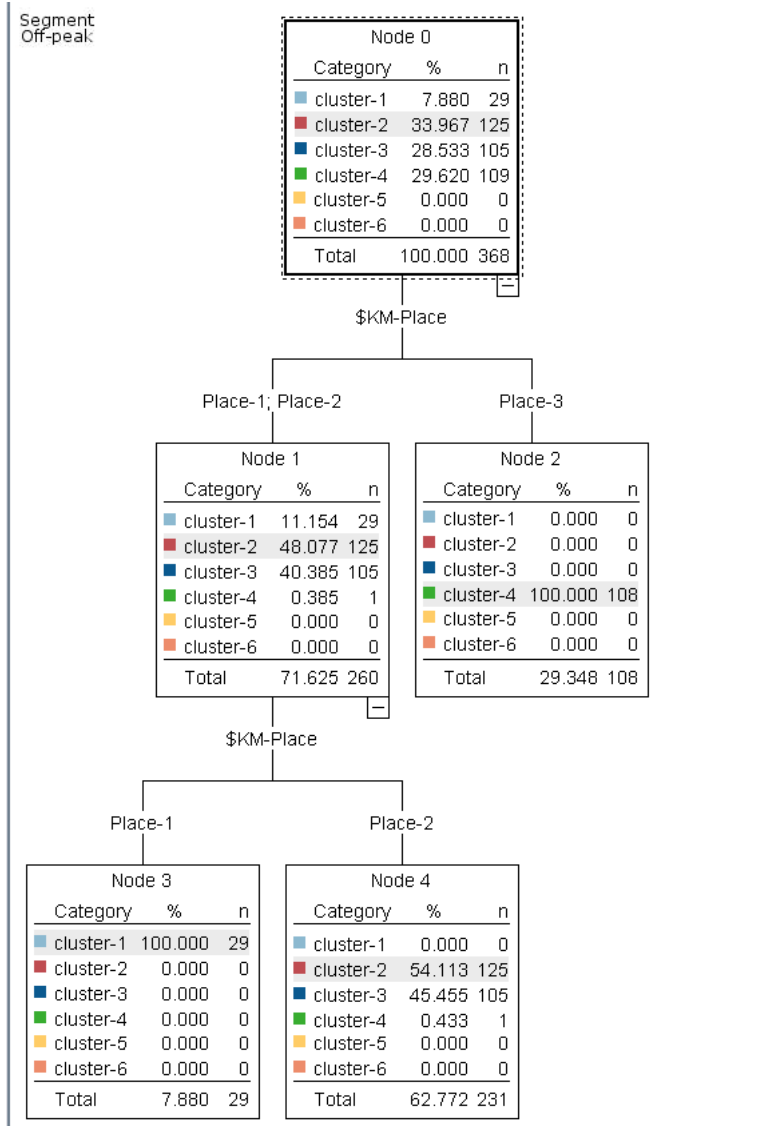 Segment
Off-peak
Node 0
Category % n
cluster-1 7.880 29
cluster-2 33.967 125
cluster-3 28.533 105
cluster-4 29.620 109
cluster-5 0.000 0
cluster-6 0.000 0
Total 100.000 368
$KM-Place
Place-1; Place-2
Place-3
Node 1
Category % n
cluster-1 11.154 29
cluster-2 48.077 125
cluster-3 40.385 105
cluster-4 0.385 1
cluster-5 0.000 0
cluster-6 0.000 0
Total 71.625 260
Node 2
Category % n
cluster-1 0.000 0
cluster-2 0.000 0
cluster-3 0.000 0
cluster-4 100.000 108
cluster-5 0.000 0
cluster-6 0.000 0
Total 29.348 108
$KM-Place
Place-1
Place-2
Node 3
Category % n
cluster-1 100.000 29
cluster-2 0.000 0
cluster-3 0.000 0
cluster-4 0.000 0
cluster-5 0.000 0
cluster-6 0.000 0
Total 7.880 29
Node 4
Category % n
cluster-1 0.000 0
cluster-2 54.113 125
cluster-3 45.455 105
cluster-4 0.433 1
cluster-5 0.000 0
cluster-6 0.000 0
Total 62.772 231